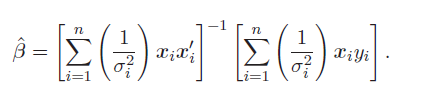 β̂ = [∑_{i=1}^{n} (1/σ_i^2) x_i x_i′]^{−1} [∑_{i=1}^{n} (1/σ_i^2) x_i y_i].